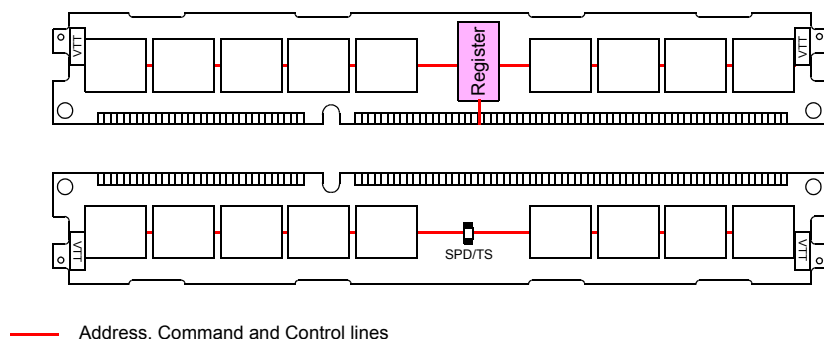 VTT
Register
VTT
SPD/TS
VTT
VTT
Address, Command and Control lines